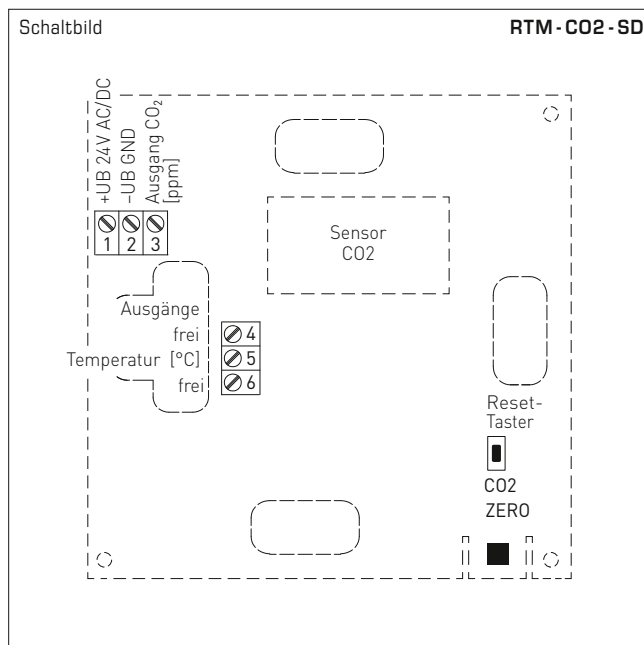 Schaltbild
RTM-CO2-SD
+UB 24V AC/DC
–UB GND
Ausgang CO₂
[ppm]
1 2 3
Sensor
CO2
Ausgänge
frei 4
Temperatur [°C] 5
frei 6
Reset-
Taster
CO2
ZERO